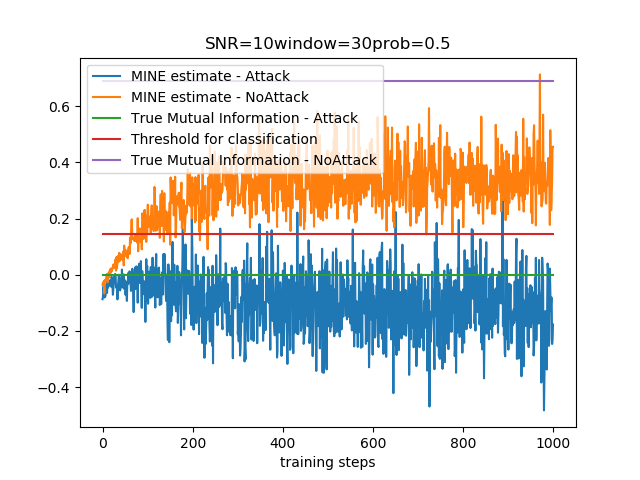 SNR=10window=30prob=0.5
MINE estimate - Attack
MINE estimate - NoAttack
True Mutual Information - Attack
Threshold for classification
True Mutual Information - NoAttack
0.6
0.4
0.2
0.0
−0.2
−0.4
0 200 400 600 800 1000
training steps